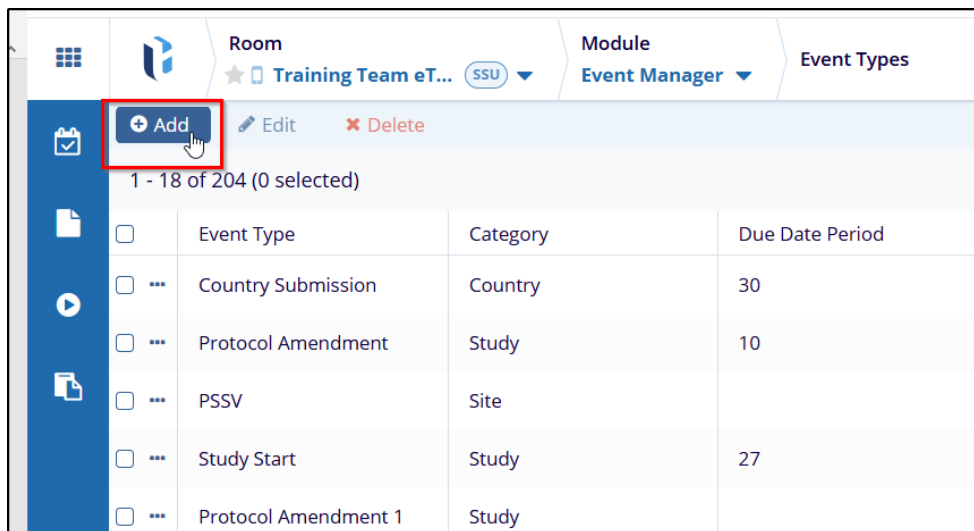 Room Module Event Types
Training Team eT... SSU Event Manager
Add Edit Delete
1 - 18 of 204 (0 selected)
Event Type Category Due Date Period
Country Submission Country 30
Protocol Amendment Study 10
PSSV Site
Study Start Study 27
Protocol Amendment 1 Study